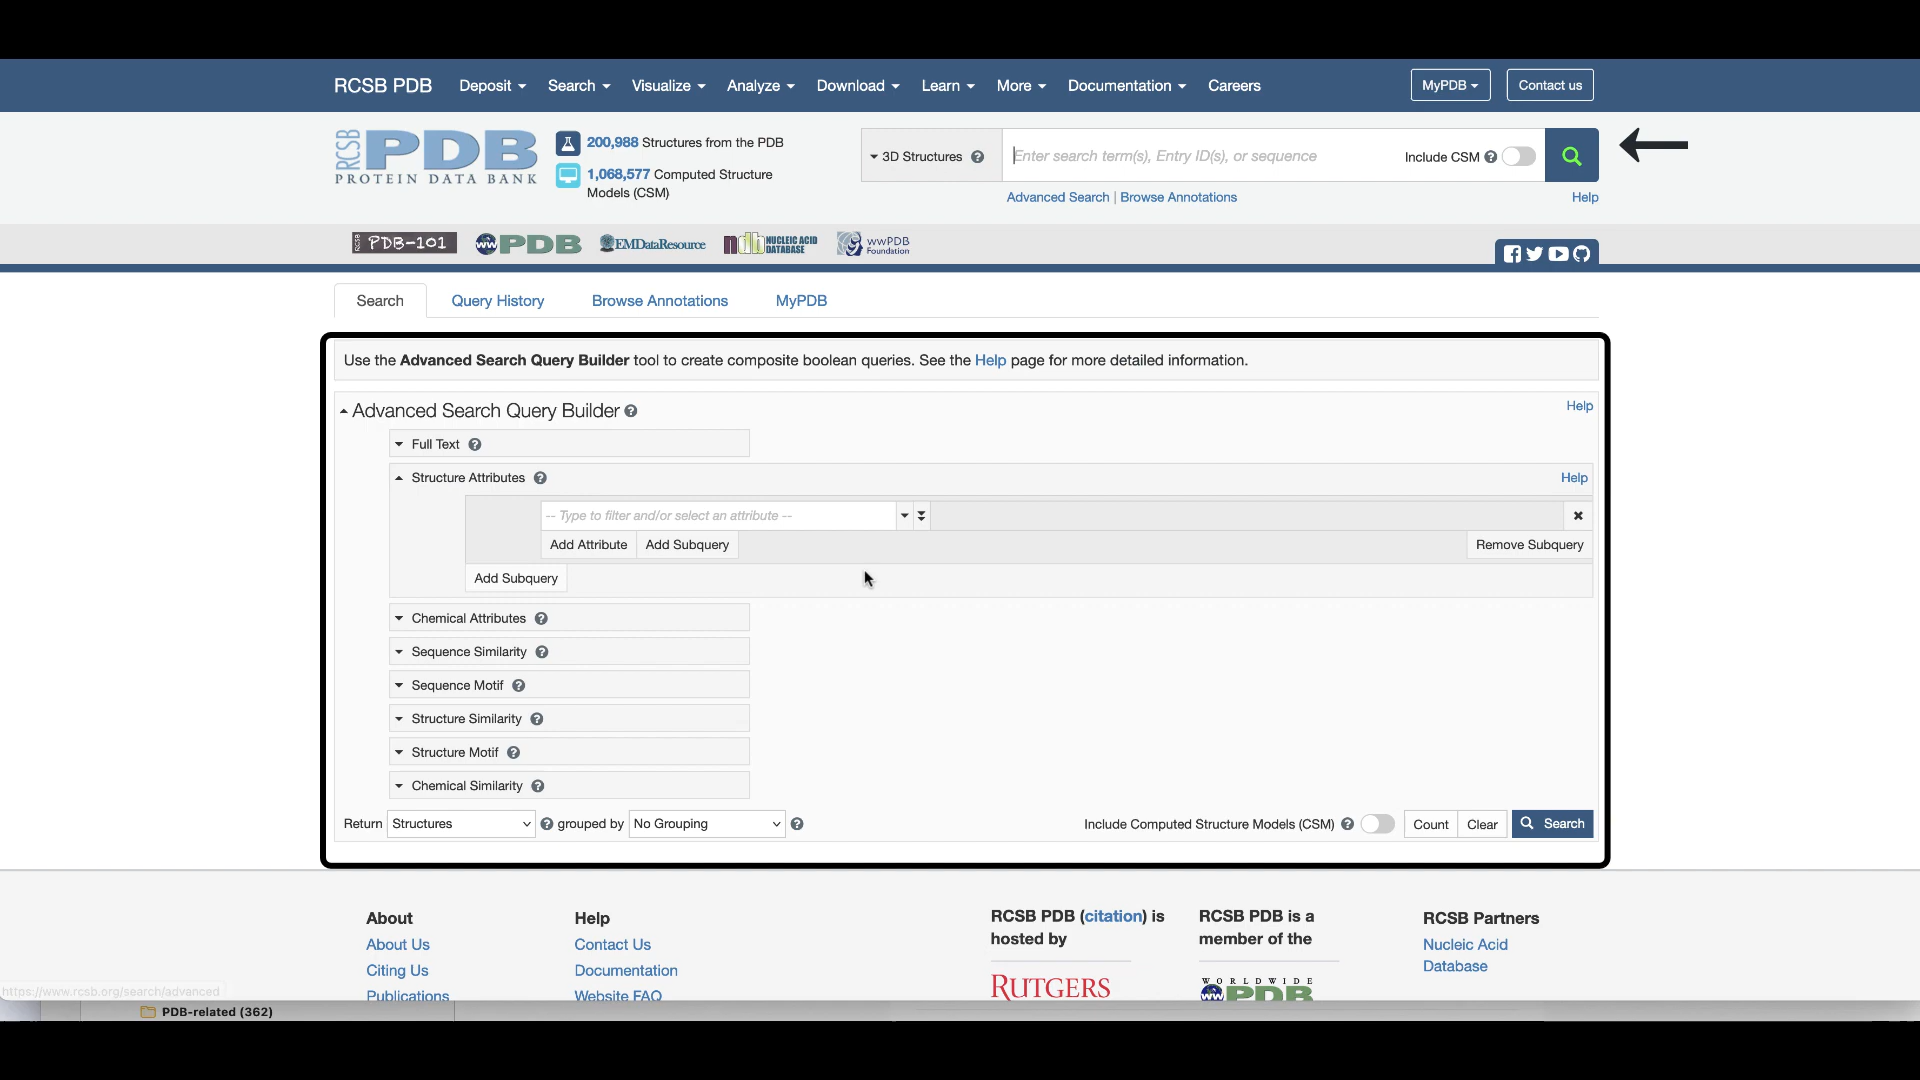 RCSB PDB Deposit Search Visualize Analyze Download Learn More Documentation Careers MyPDB Contact us
RCSB PDB
PROTEIN DATA BANK
200,988 Structures from the PDB
1,068,577 Computed Structure
Models (CSM)
3D Structures Enter search term(s), Entry ID(s), or sequence Include CSM
Advanced Search | Browse Annotations Help
RCSB PDB-101 WW PDB EMDataResource NUCLEIC ACID DATABASE wwPDB Foundation
Search Query History Browse Annotations MyPDB
Use the Advanced Search Query Builder tool to create composite boolean queries. See the Help page for more detailed information.
Advanced Search Query Builder Help
Full Text
Structure Attributes Help
-- Type to filter and/or select an attribute --
Add Attribute Add Subquery Remove Subquery
Add Subquery
Chemical Attributes
Sequence Similarity
Sequence Motif
Structure Similarity
Structure Motif
Chemical Similarity
Return Structures grouped by No Grouping Include Computed Structure Models (CSM) Count Clear Search
About
About Us
Citing Us
Publications
Help
Contact Us
Documentation
Website FAQ
RCSB PDB (citation) is
hosted by
RUTGERS
RCSB PDB is a
member of the
WORLDWIDE
WW PDB
RCSB Partners
Nucleic Acid
Database
https://www.rcsb.org/search/advanced
PDB-related (362)